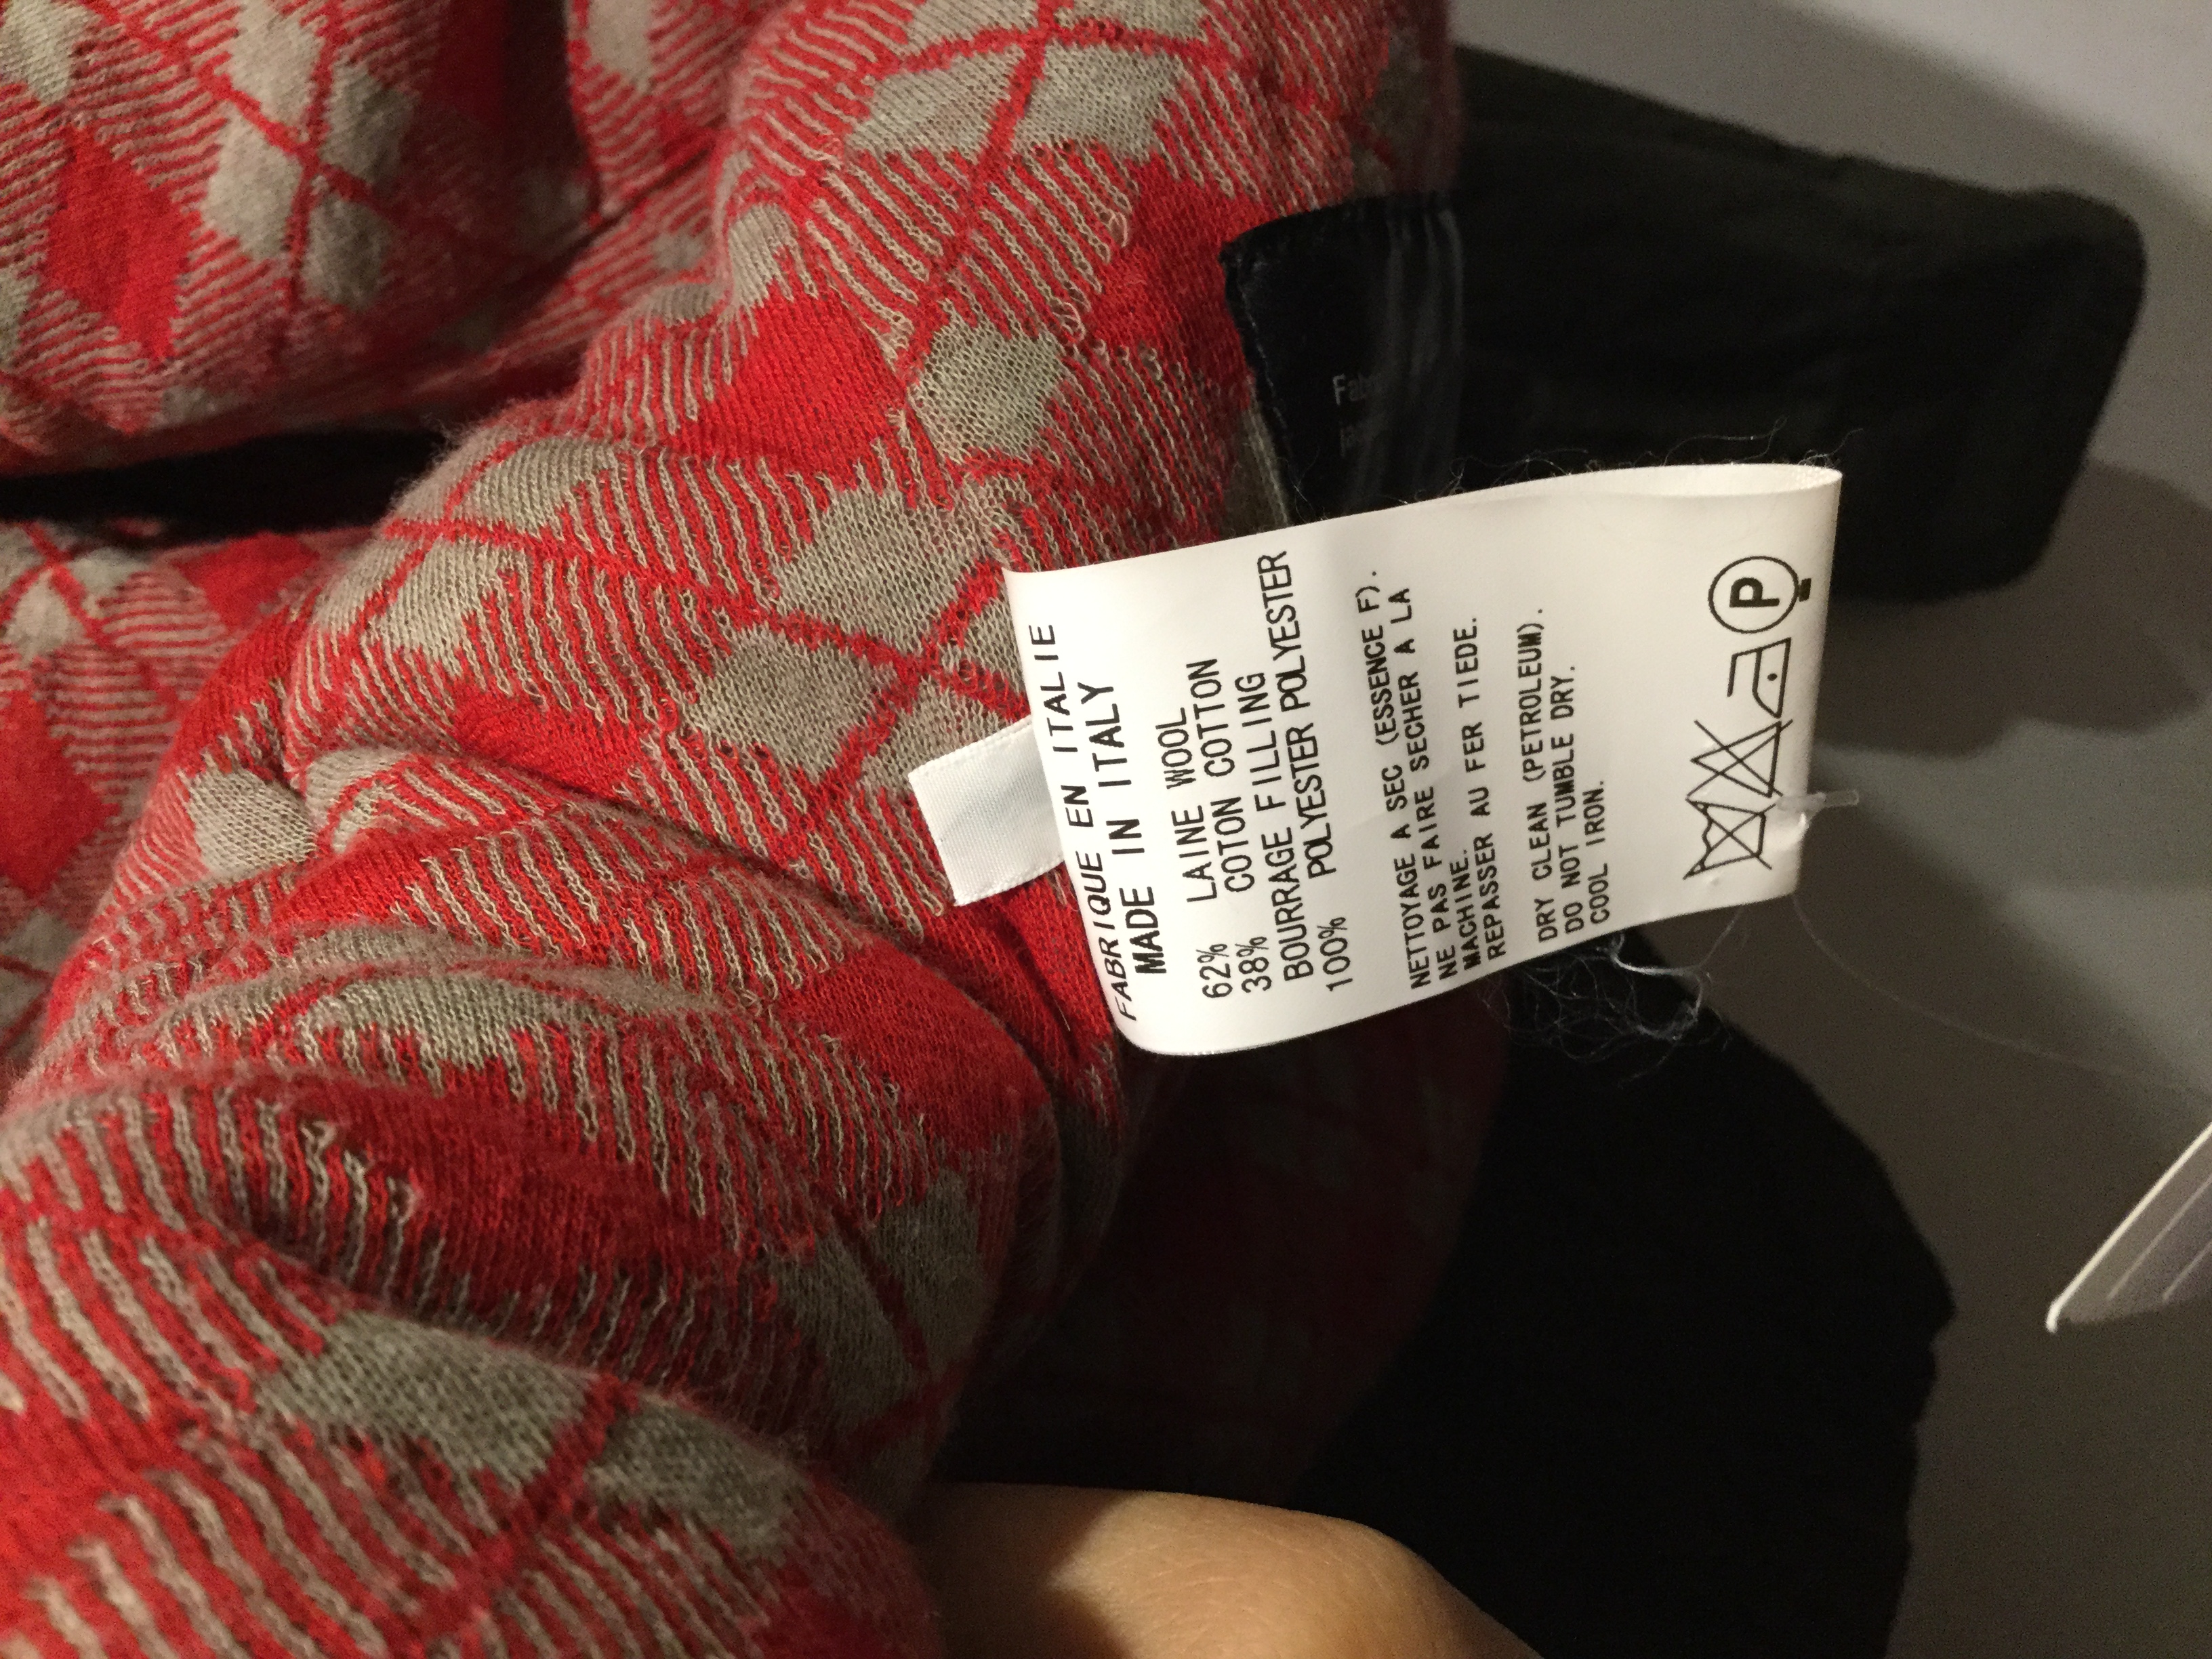 FABRIQUE EN ITALIE
MADE IN ITALY
62% LAINE WOOL
38% COTON COTTON
BOURRAGE FILLING
100% POLYESTER POLYESTER
NETTOYAGE A SEC (ESSENCE F).
NE PAS FAIRE SECHER A LA
MACHINE.
REPASSER AU FER TIEDE.
DRY CLEAN (PETROLEUM).
DO NOT TUMBLE DRY.
COOL IRON.
P